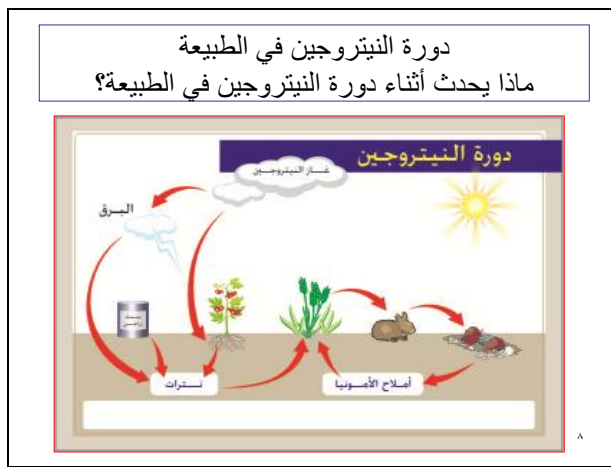 دورة النيتروجين في الطبيعة
ماذا يحدث أثناء دورة النيتروجين في الطبيعة؟
دورة النيتروجين
غاز النيتروجين
البرق
سماد
نترات
أملاح الأمونيا
٨